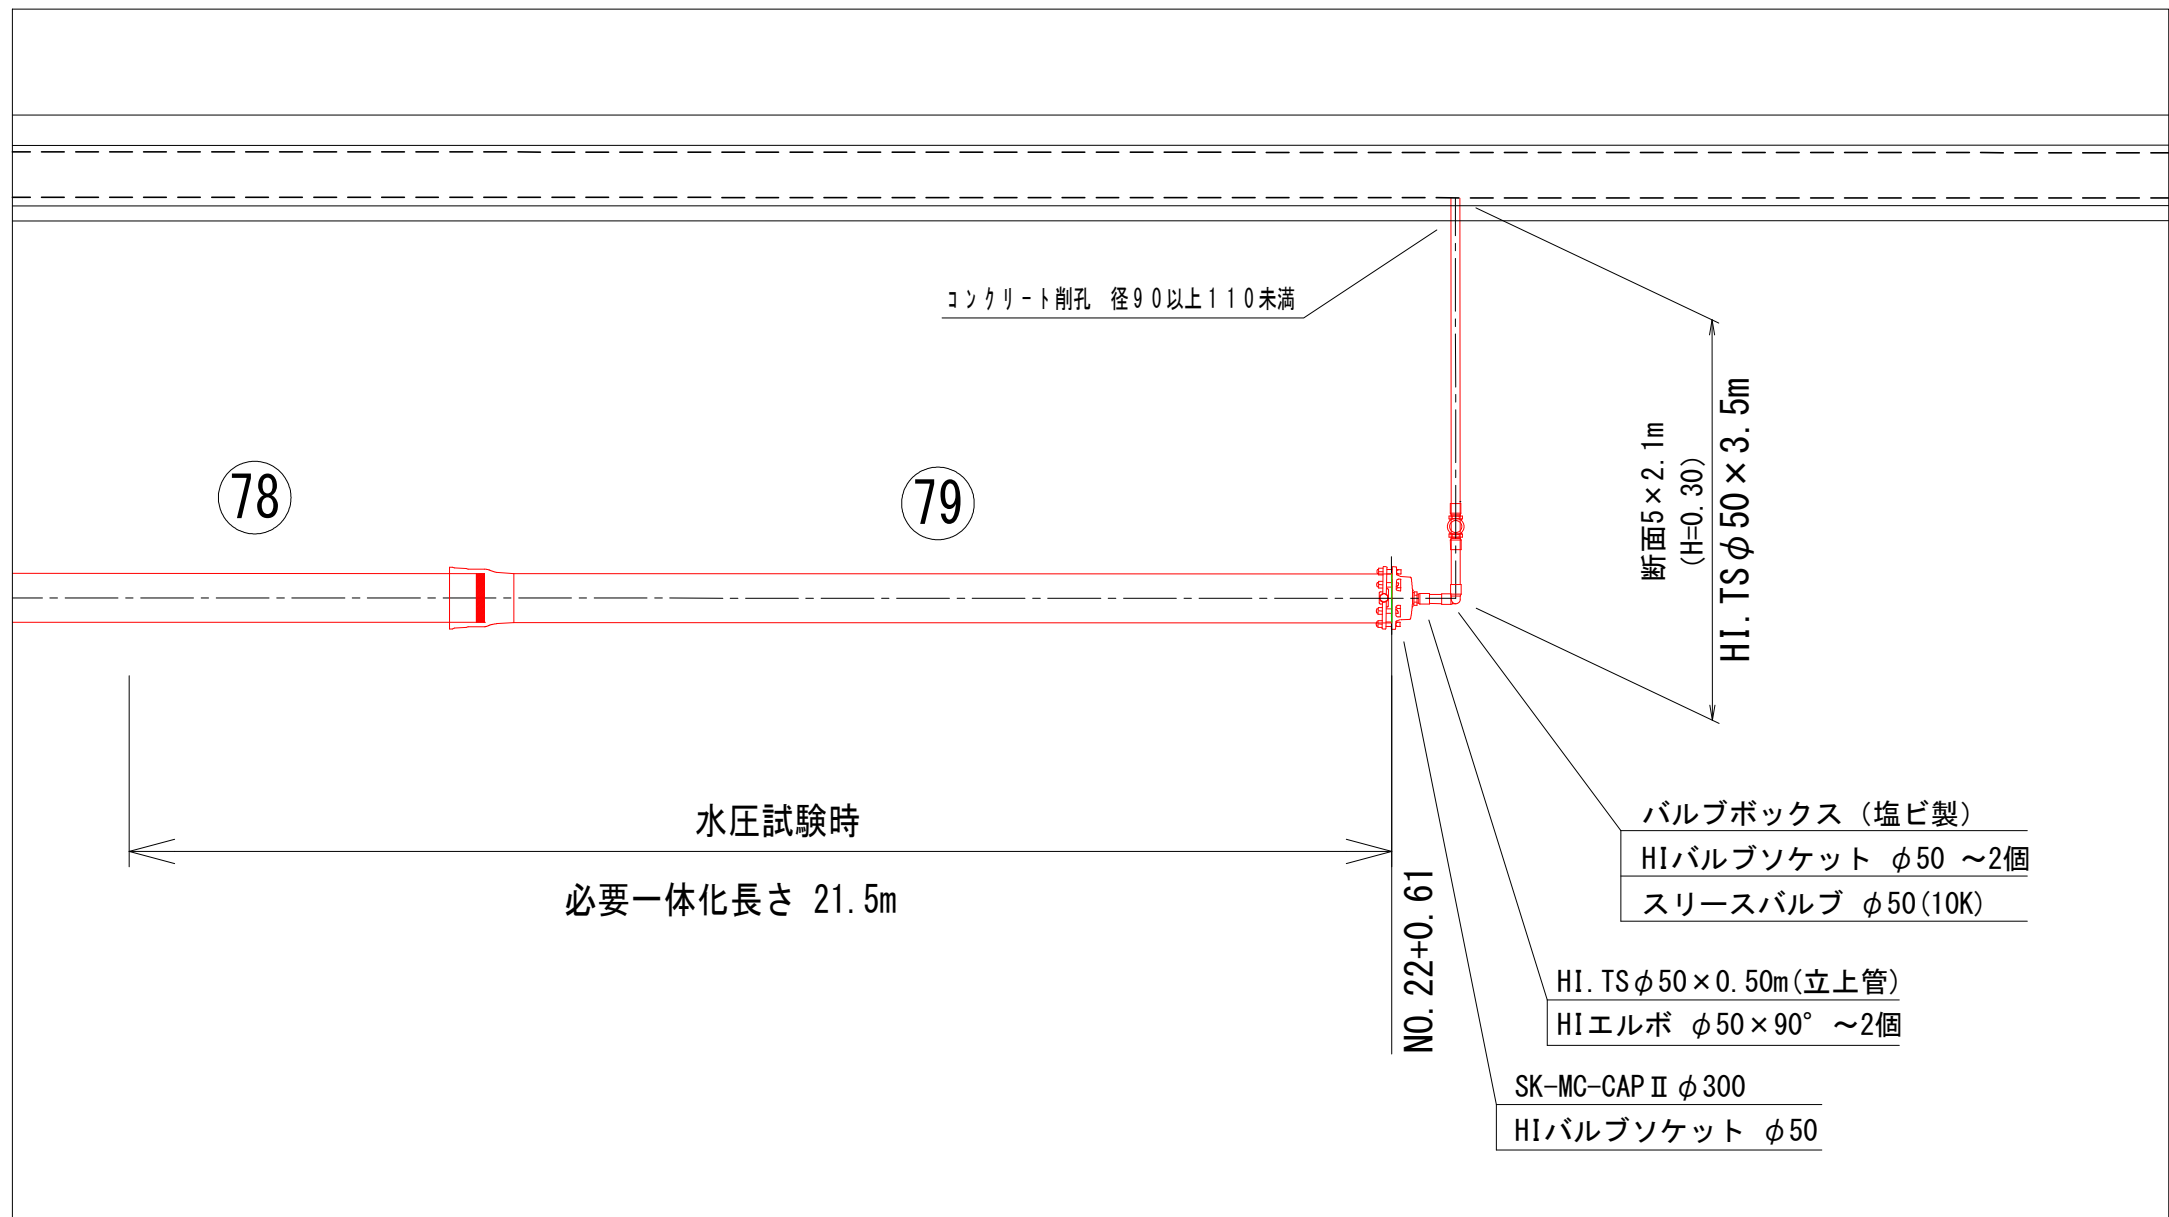 コンクリート削孔 径90以上110未満
78
79
断面5×2.1m
(H=0.30)
HI.TSφ50×3.5m
水圧試験時
必要一体化長さ 21.5m
NO.22+0.61
バルブボックス（塩ビ製）
HIバルブソケット φ50 ～2個
スリースバルブ φ50(10K)
HI.TSφ50×0.50m(立上管)
HIエルボ φ50×90° ～2個
SK-MC-CAPⅡφ300
HIバルブソケット φ50